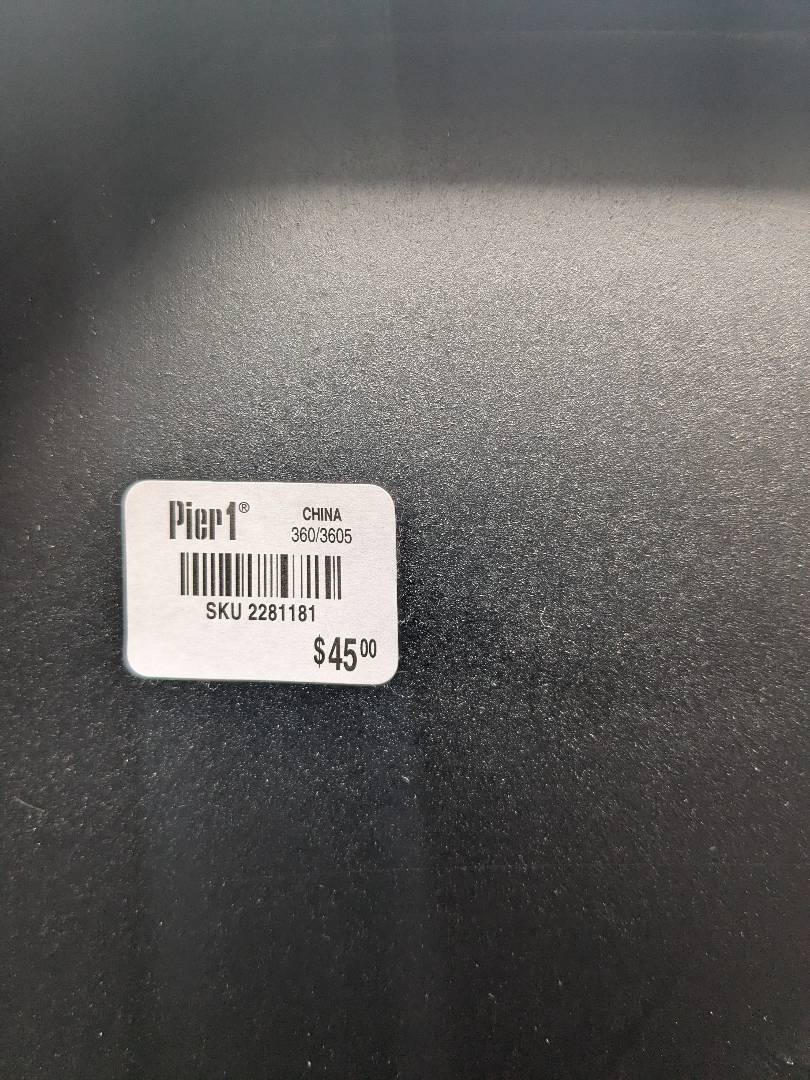 Pier1®
CHINA
360/3605
SKU 2281181
$45⁰⁰